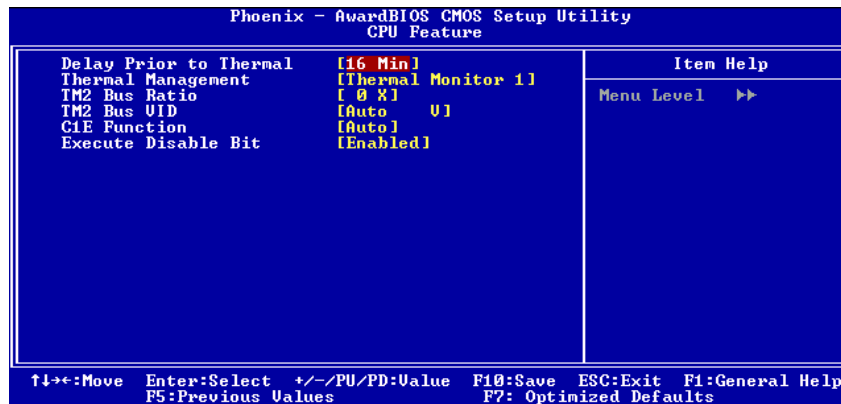 Phoenix - AwardBIOS CMOS Setup Utility
CPU Feature
Delay Prior to Thermal [16 Min]
Thermal Management [Thermal Monitor 1]
TM2 Bus Ratio [ 0 X]
TM2 Bus VID [Auto V]
C1E Function [Auto]
Execute Disable Bit [Enabled]
Item Help
Menu Level ▶▶
↑↓→←:Move Enter:Select +/-/PU/PD:Value F10:Save ESC:Exit F1:General Help
F5:Previous Values F7: Optimized Defaults